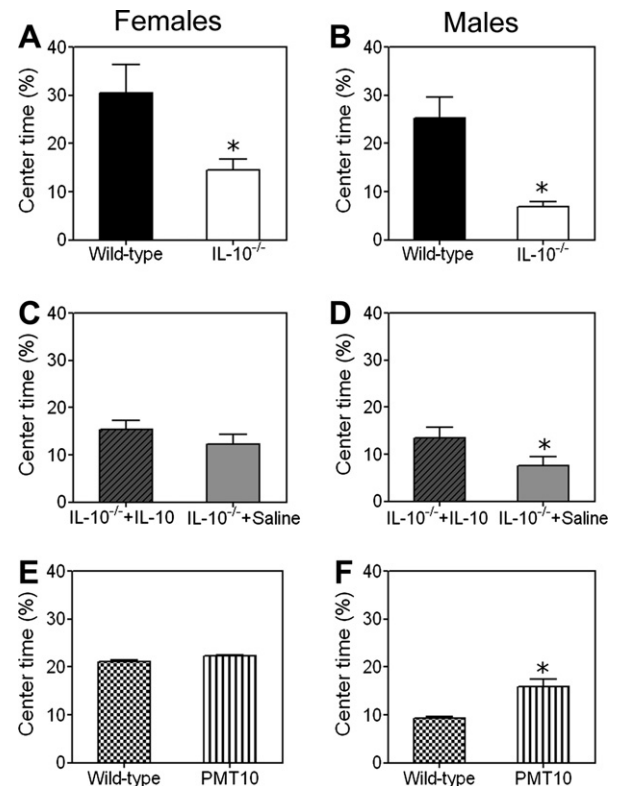 Females Males
A B
Center time (%) 40 30 20 10 0 * Wild-type IL-10-/-
Center time (%) 40 30 20 10 0 * Wild-type IL-10-/-
C D
Center time (%) 40 30 20 10 0 IL-10-/-+IL-10 IL-10-/-+Saline
Center time (%) 40 30 20 10 0 * IL-10-/-+IL-10 IL-10-/-+Saline
E F
Center time (%) 40 30 20 10 0 Wild-type PMT10
Center time (%) 40 30 20 10 0 * Wild-type PMT10